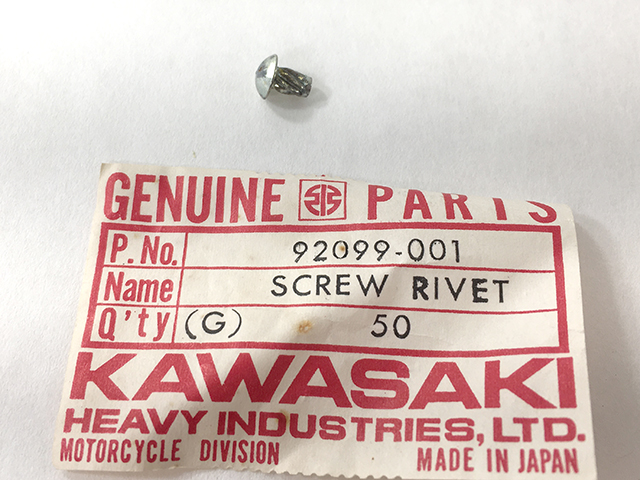 GENUINE PARTS
P. No. 92099-001
Name SCREW RIVET
Q'ty (G) 50
KAWASAKI
HEAVY INDUSTRIES, LTD.
MOTORCYCLE DIVISION MADE IN JAPAN